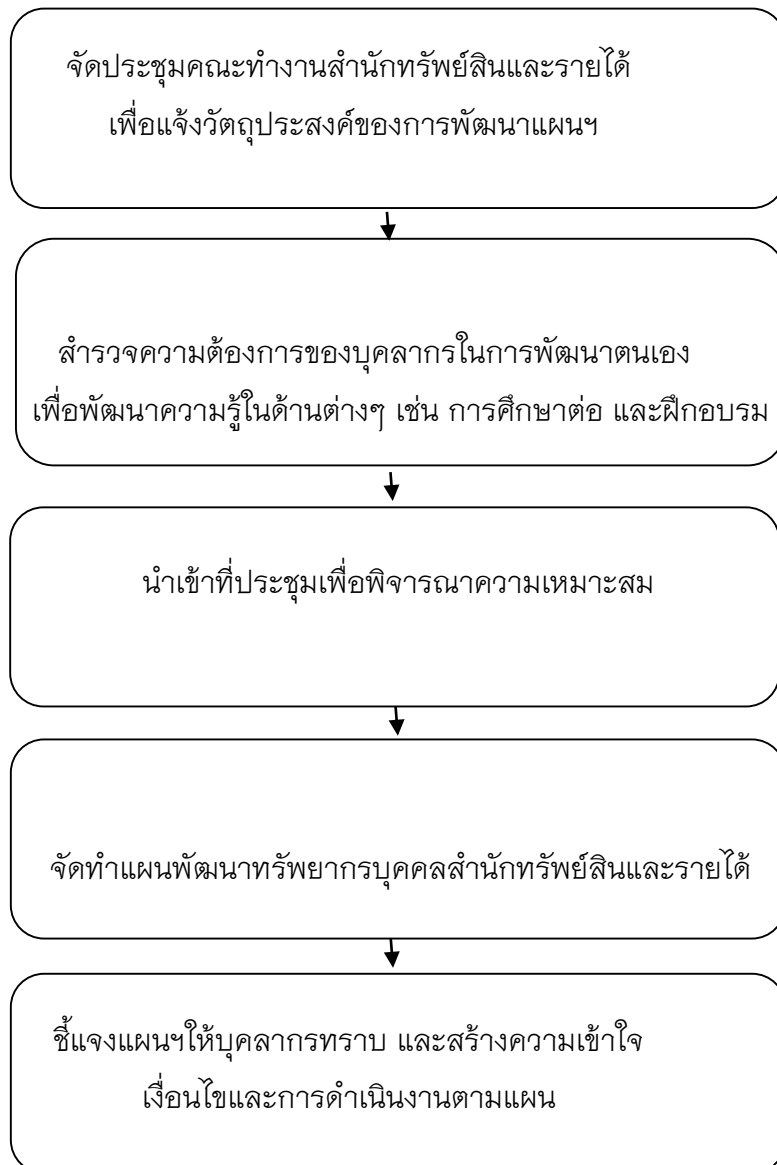 จัดประชุมคณะทำงานสำนักทรัพย์สินและรายได้
เพื่อแจ้งวัตถุประสงค์ของการพัฒนาแผนฯ
สำรวจความต้องการของบุคลากรในการพัฒนาตนเอง
เพื่อพัฒนาความรู้ในด้านต่างๆ เช่น การศึกษาต่อ และฝึกอบรม
นำเข้าที่ประชุมเพื่อพิจารณาความเหมาะสม
จัดทำแผนพัฒนาทรัพยากรบุคคลสำนักทรัพย์สินและรายได้
ชี้แจงแผนฯให้บุคลากรทราบ และสร้างความเข้าใจ
เงื่อนไขและการดำเนินงานตามแผน